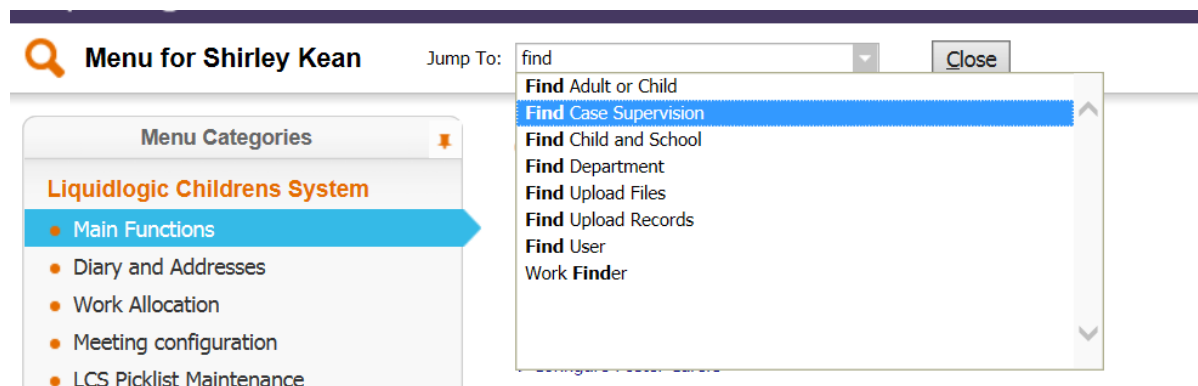 Menu for Shirley Kean
Jump To: find
Close
Find Adult or Child
Find Case Supervision
Find Child and School
Find Department
Find Upload Files
Find Upload Records
Find User
Work Finder
Menu Categories
Liquidlogic Childrens System
Main Functions
Diary and Addresses
Work Allocation
Meeting configuration
LCS Picklist Maintenance